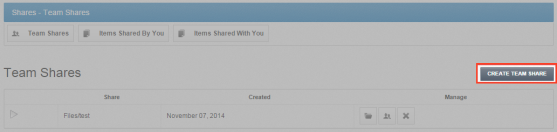 Shares - Team Shares
Team Shares Items Shared By You Items Shared With You
Team Shares CREATE TEAM SHARE
Share Created Manage
Files/test November 07, 2014